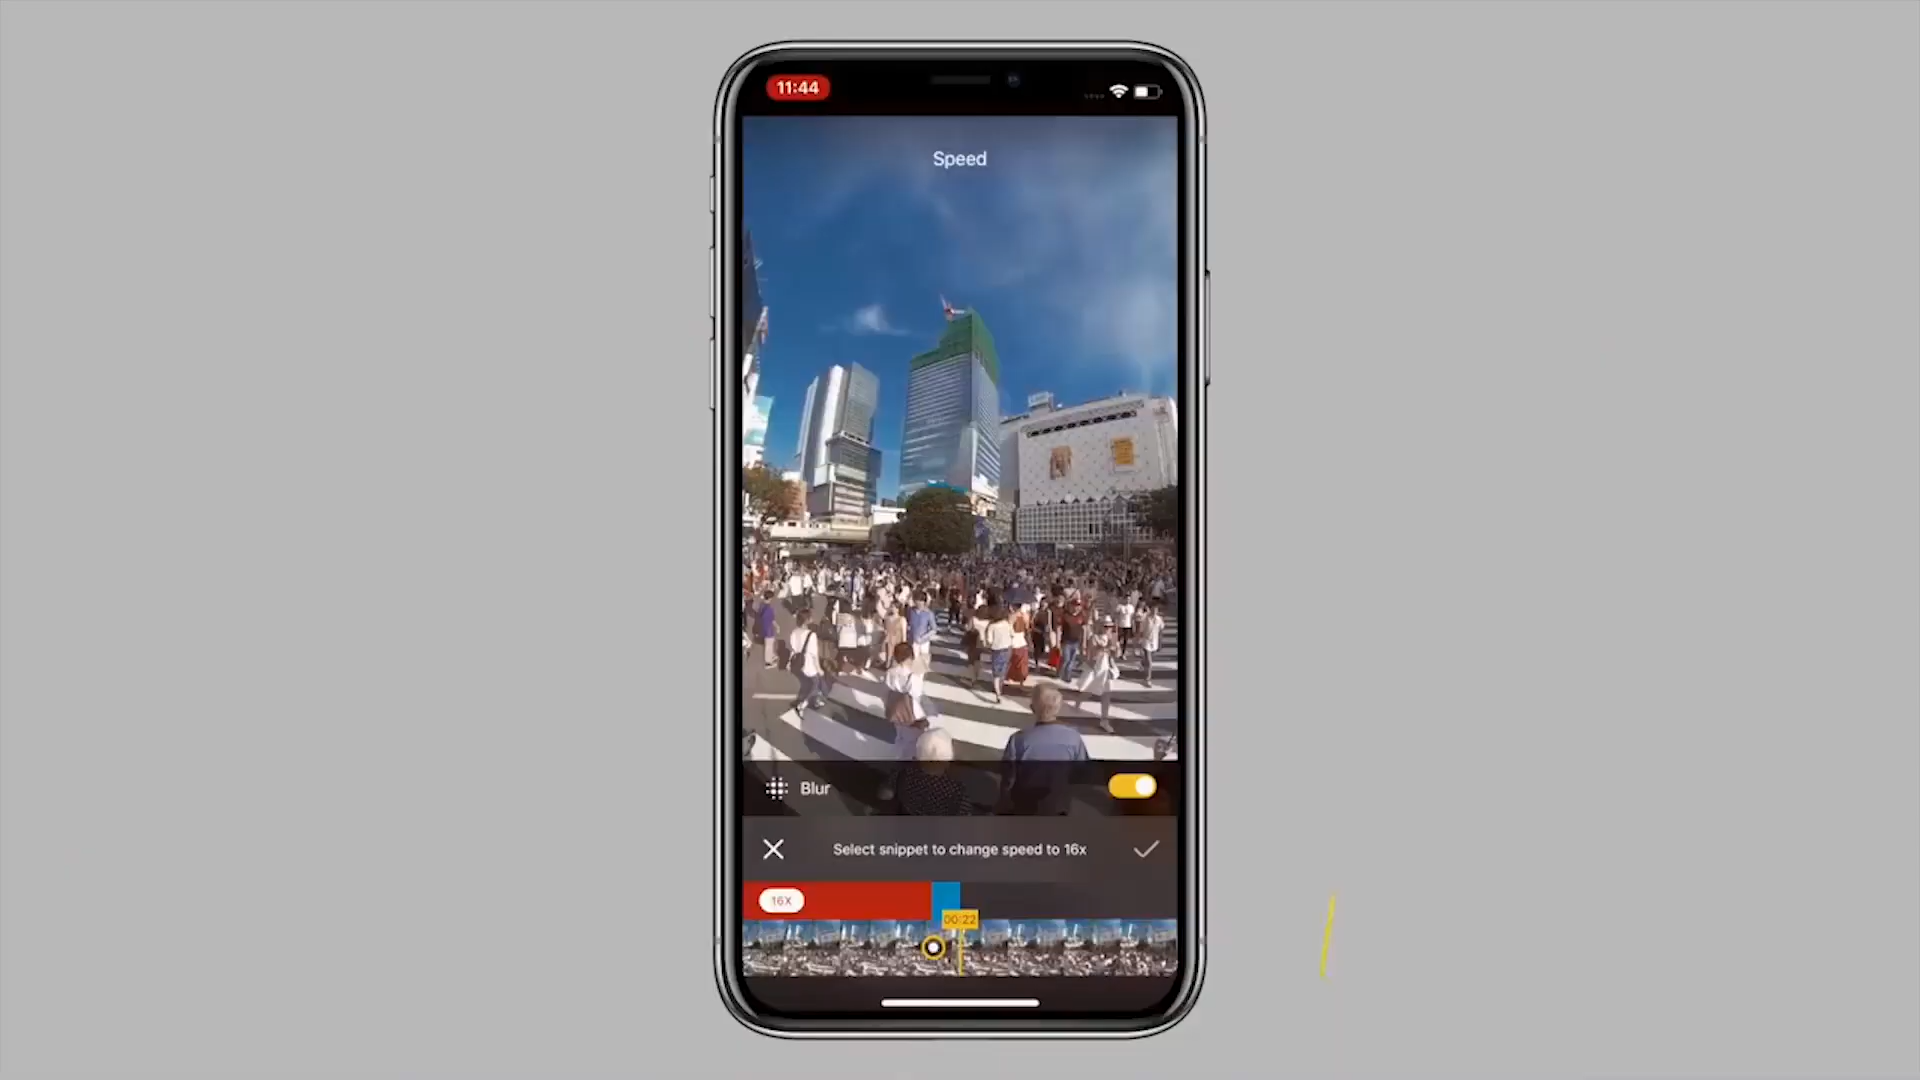 11:44
Speed
Blur
Select snippet to change speed to 16x
16X
00:22